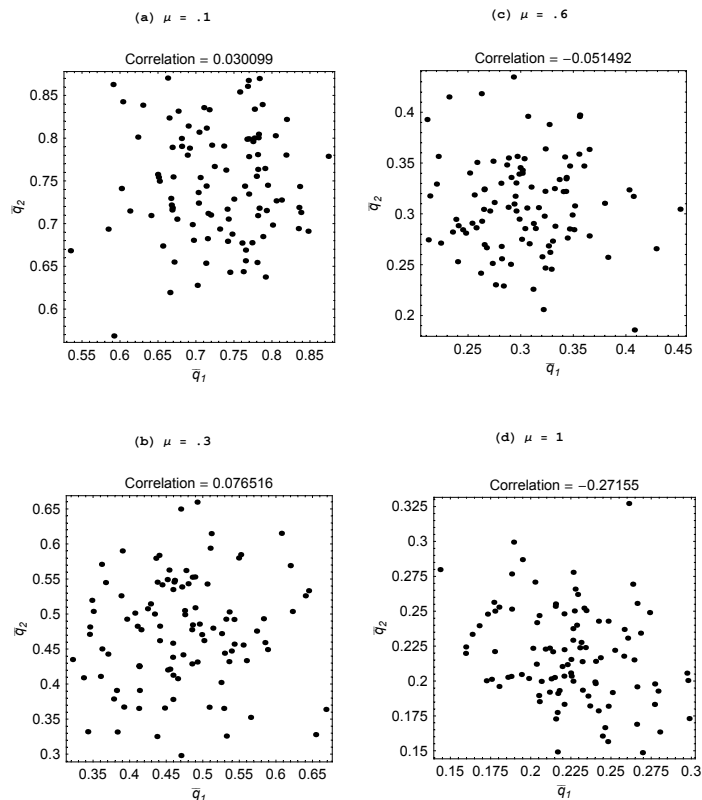 (a) μ = .1
Correlation = 0.030099
0.85
0.8
0.75
0.7
0.65
0.6
q̅2
0.55 0.6 0.65 0.7 0.75 0.8 0.85
q̅1
(c) μ = .6
Correlation = −0.051492
0.4
0.35
0.3
0.25
0.2
q̅2
0.25 0.3 0.35 0.4 0.45
q̅1
(b) μ = .3
Correlation = 0.076516
0.65
0.6
0.55
0.5
0.45
0.4
0.35
0.3
q̅2
0.35 0.4 0.45 0.5 0.55 0.6 0.65
q̅1
(d) μ = 1
Correlation = −0.27155
0.325
0.3
0.275
0.25
0.225
0.2
0.175
0.15
q̅2
0.15 0.175 0.2 0.225 0.25 0.275 0.3
q̅1